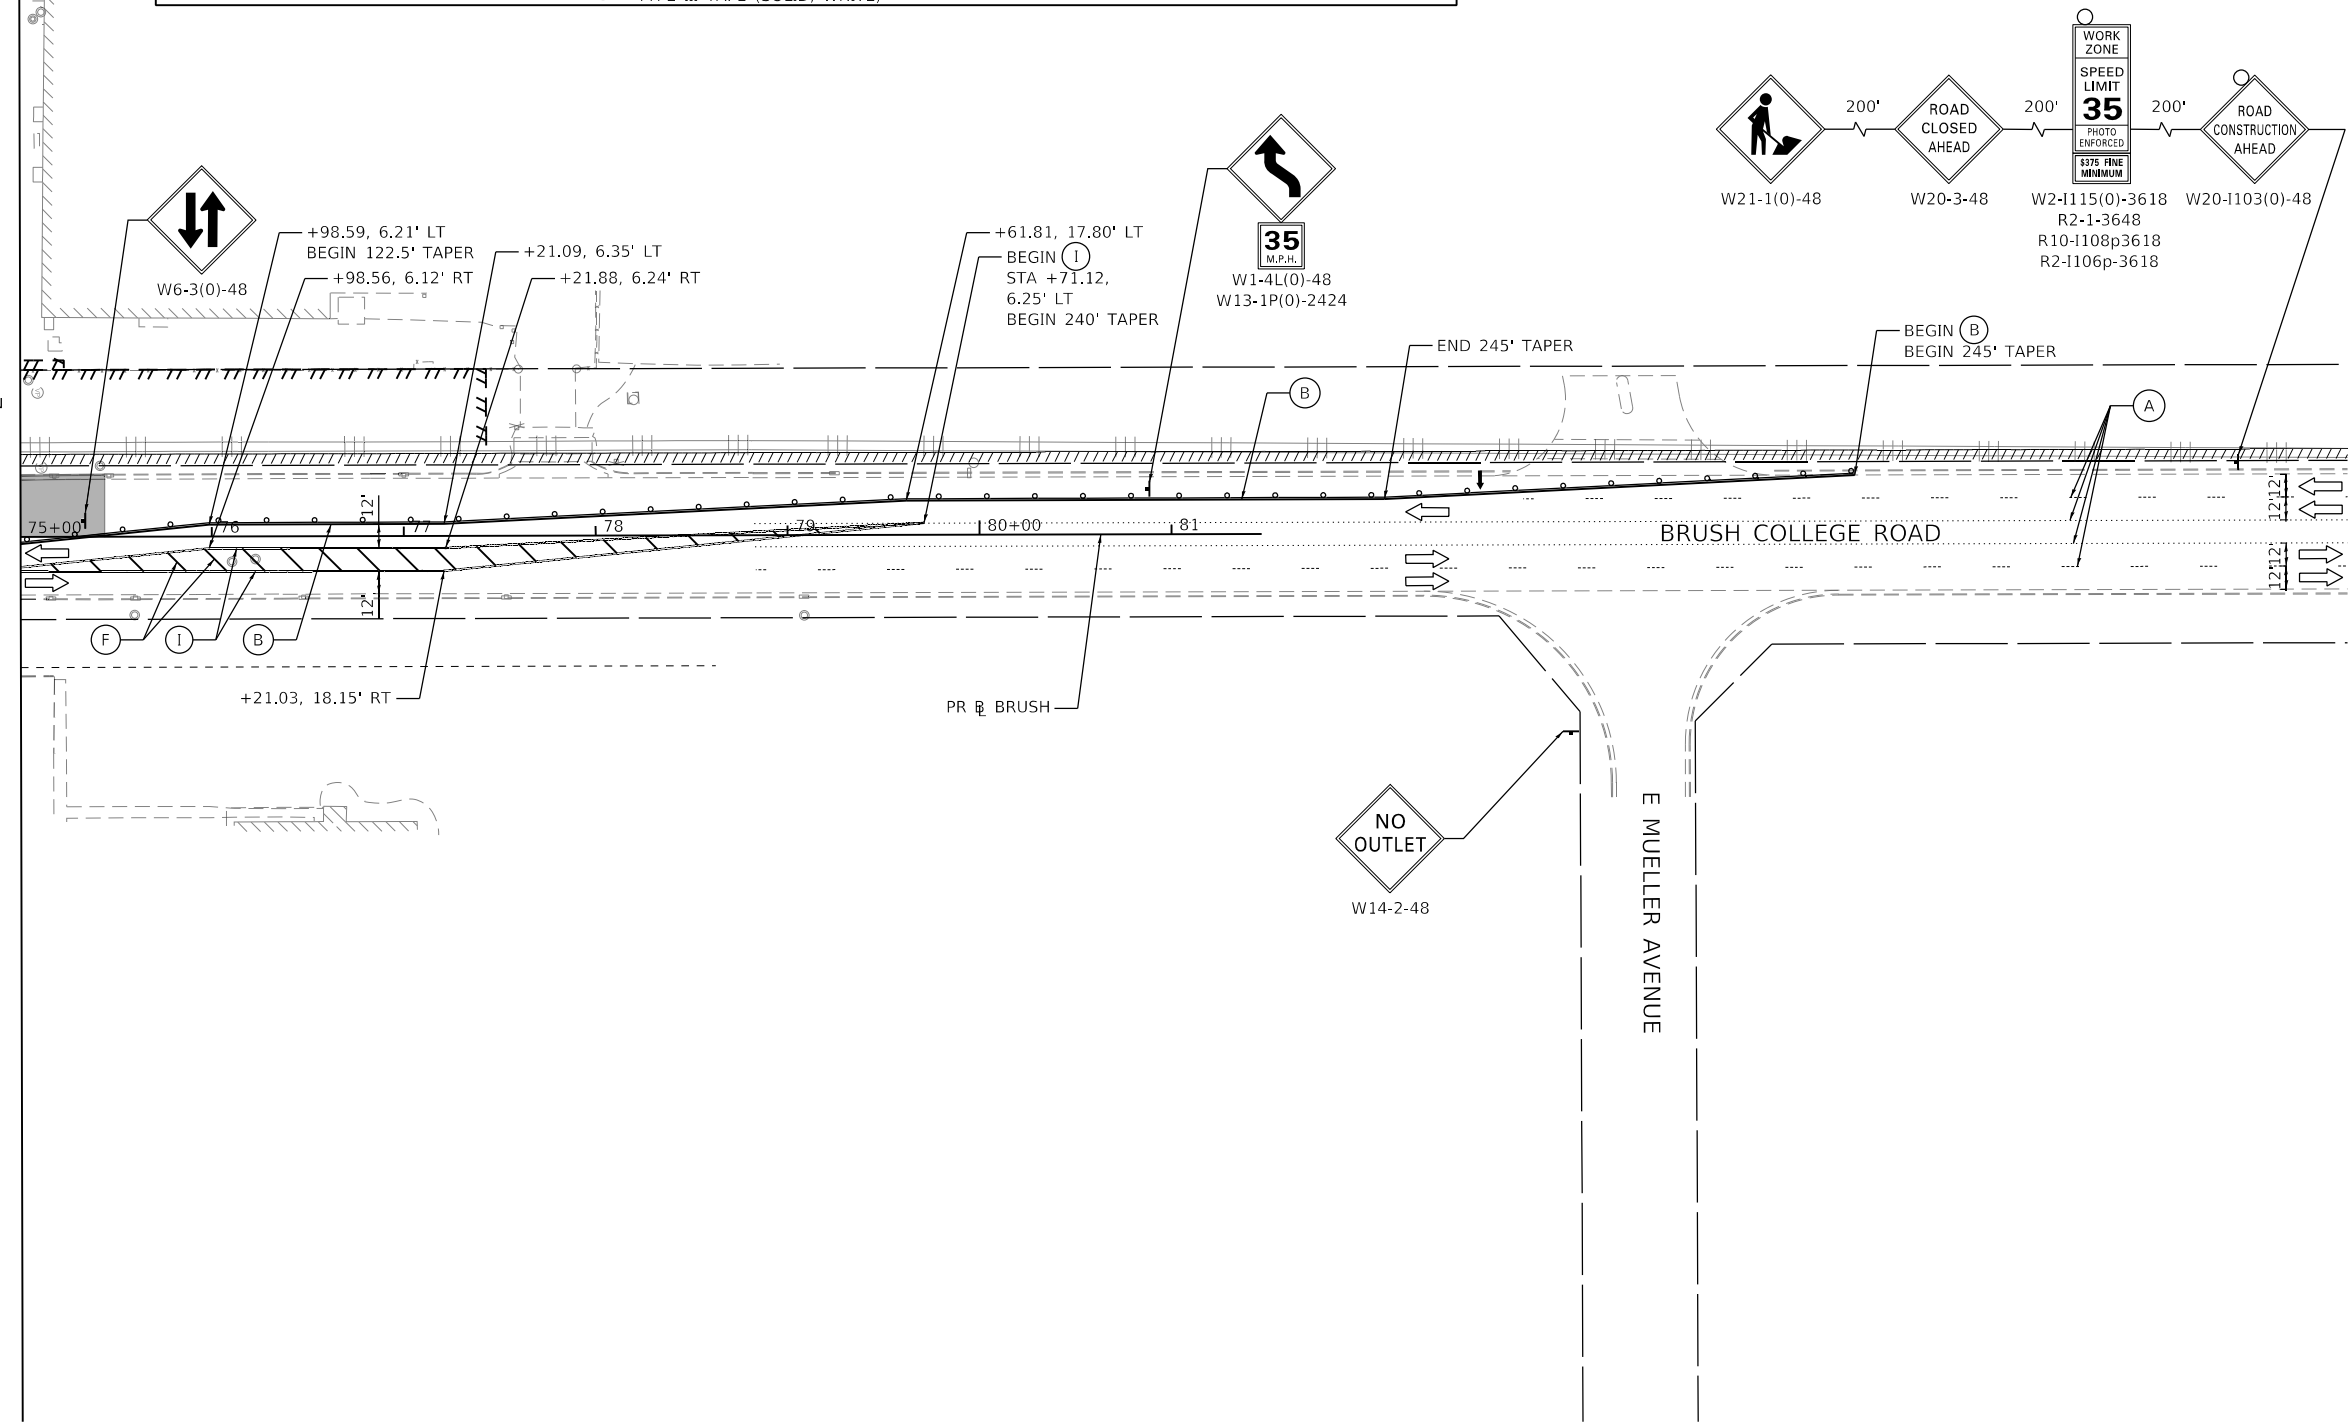 WORK
ZONE
SPEED
LIMIT
35
PHOTO
ENFORCED
$375 FINE
MINIMUM
200'
ROAD
CLOSED
AHEAD
200'
200'
ROAD
CONSTRUCTION
AHEAD
W21-1(0)-48
W20-3-48
W2-I115(0)-3618
R2-1-3648
R10-I108p3618
R2-I106p-3618
W20-I103(0)-48
W6-3(0)-48
+98.59, 6.21' LT
BEGIN 122.5' TAPER
+98.56, 6.12' RT
+21.09, 6.35' LT
+21.88, 6.24' RT
+61.81, 17.80' LT
BEGIN I
STA +71.12,
6.25' LT
BEGIN 240' TAPER
35
M.P.H.
W1-4L(0)-48
W13-1P(0)-2424
END 245' TAPER
BEGIN B
BEGIN 245' TAPER
B
A
75+00
76
77
78
79
80+00
81
12'
12'
12'
12'
12'
12'
BRUSH COLLEGE ROAD
F
I
B
+21.03, 18.15' RT
PR BL BRUSH
NO
OUTLET
W14-2-48
E MUELLER AVENUE